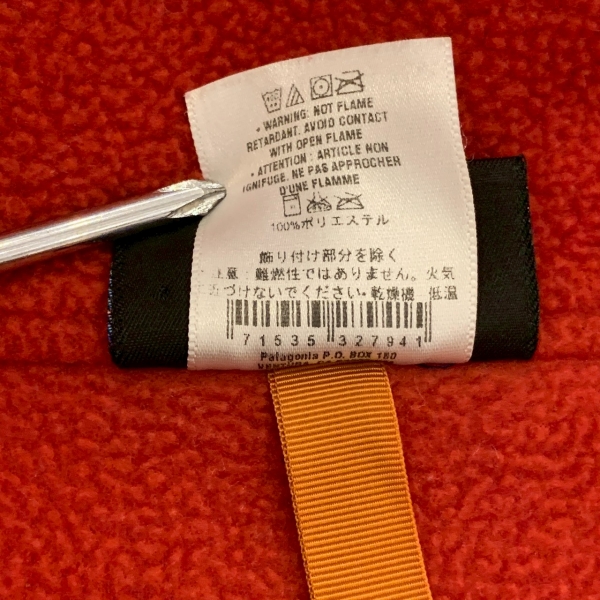 • WARNING: NOT FLAME
RETARDANT. AVOID CONTACT
WITH OPEN FLAME
• ATTENTION : ARTICLE NON
IGNIFUGE. NE PAS APPROCHER
D'UNE FLAMME
100%ポリエステル
飾り付け部分を除く
注意：難燃性ではありません。火気
近づけないでください•乾燥機 低温
71535 327941
Patagonia P.O. BOX 150